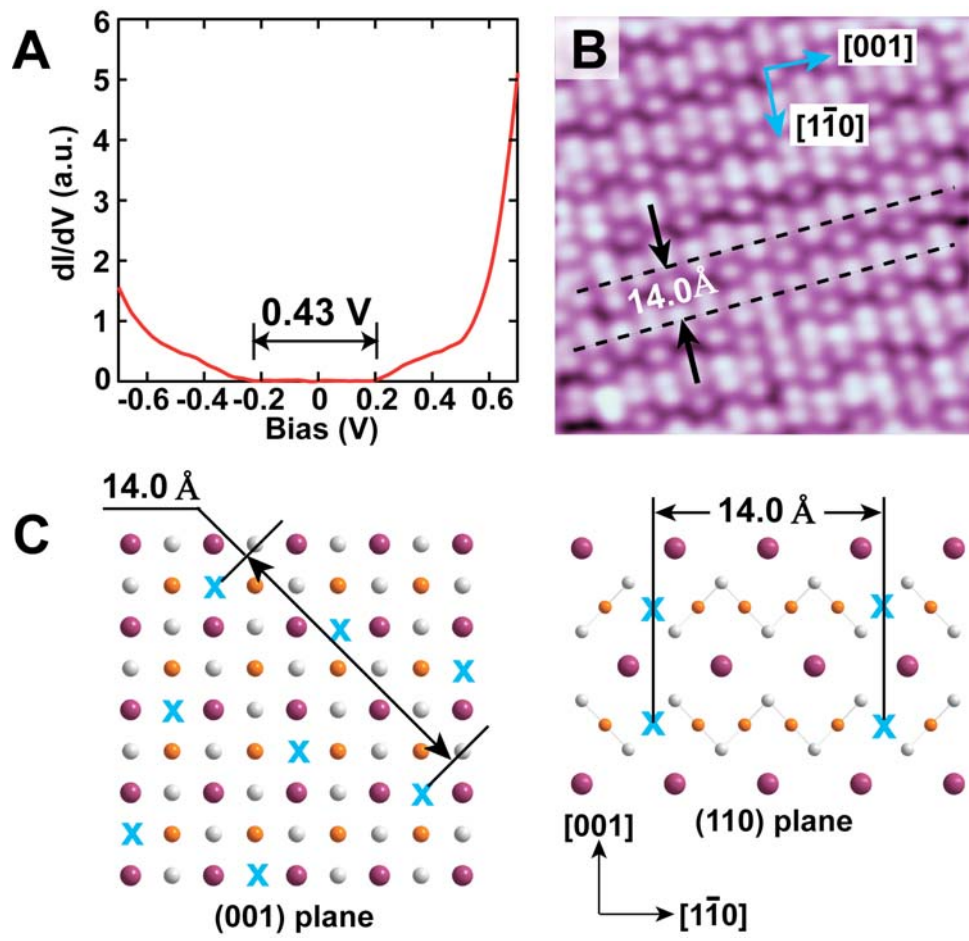 A
6
5
4
3
2
1
0
dI/dV (a.u.)
0.43 V
-0.6 -0.4 -0.2 0 0.2 0.4 0.6
Bias (V)
B
[001]
[11̄0]
14.0Å
C
14.0 Å
(001) plane
14.0 Å
(110) plane
[001]
[11̄0]